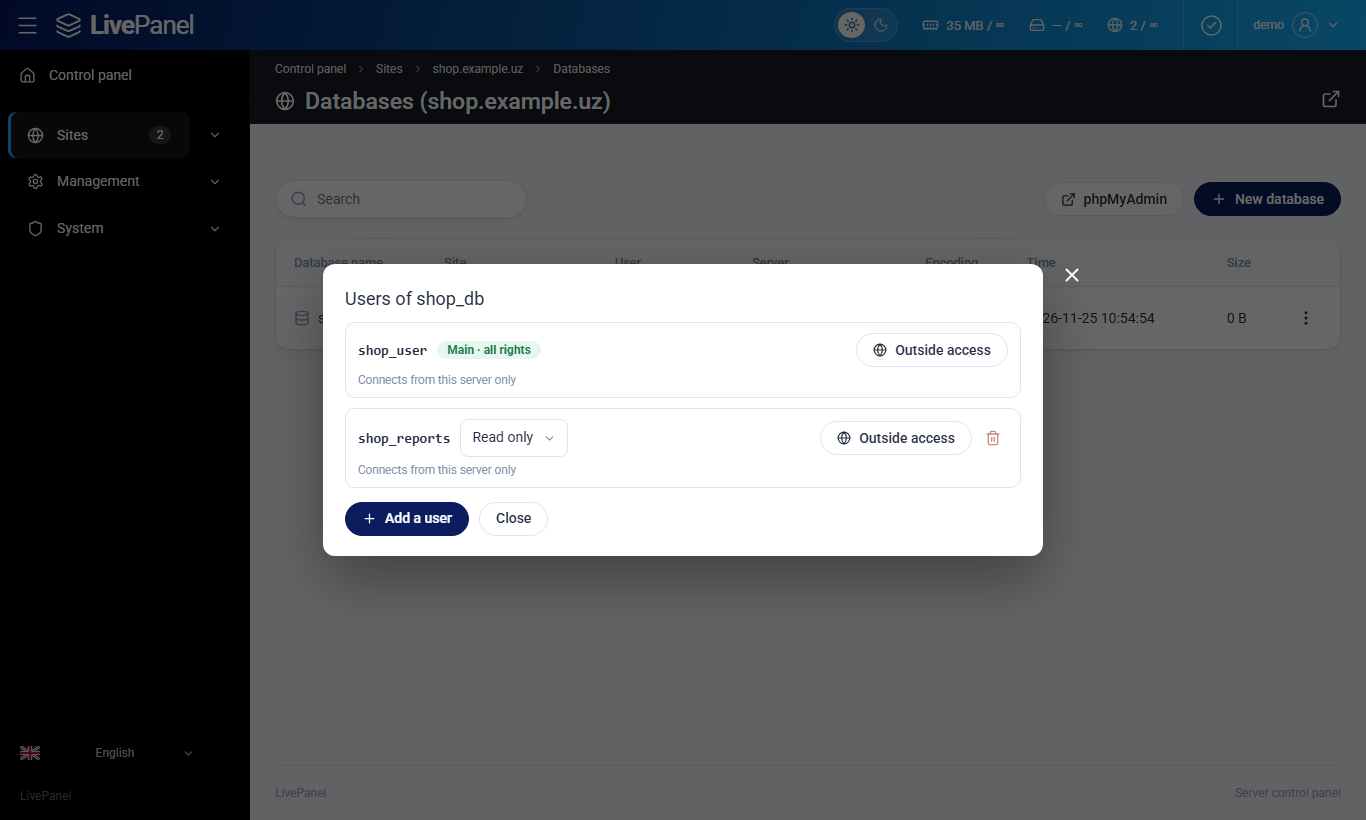 LivePanel
35 MB / ∞
— / ∞
2 / ∞
demo
Control panel
Sites
2
Management
System
English
LivePanel
Control panel > Sites > shop.example.uz > Databases
Databases (shop.example.uz)
Search
phpMyAdmin
+ New database
Database name Site User Server Encoding Time Size
26-11-25 10:54:54 0 B
Users of shop_db
shop_user Main · all rights Outside access
Connects from this server only
shop_reports Read only Outside access
Connects from this server only
+ Add a user Close
LivePanel
Server control panel